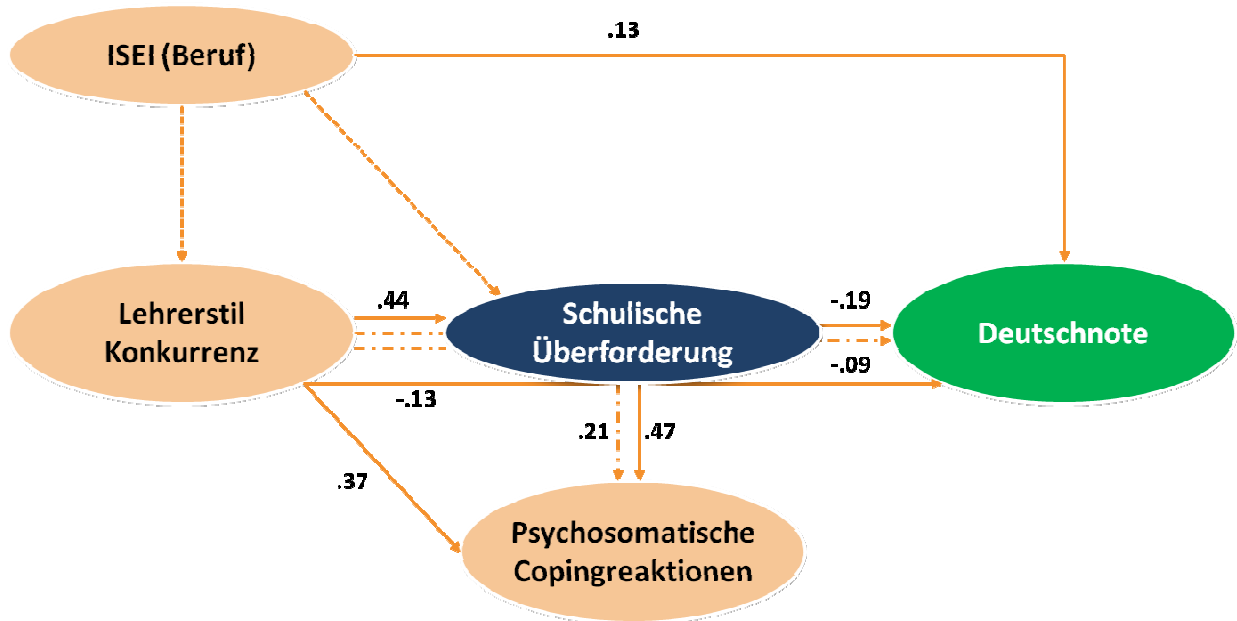 .13
ISEI (Beruf)
Lehrerstil
Konkurrenz
.44
Schulische
Überforderung
-.19
Deutschnote
-.09
-.13
.21
.47
.37
Psychosomatische
Copingreaktionen